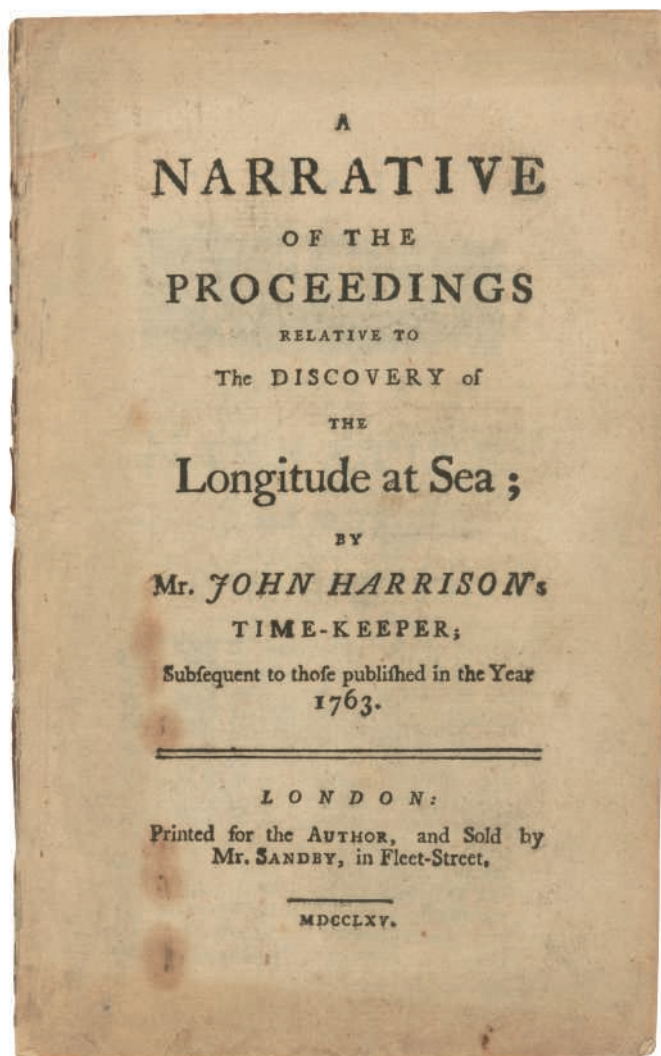 A
NARRATIVE
OF THE
PROCEEDINGS
RELATIVE TO
The DISCOVERY of
THE
Longitude at Sea;
BY
Mr. JOHN HARRISON's
TIME-KEEPER;
Subſequent to thoſe publiſhed in the Year
1763.
LONDON:
Printed for the AUTHOR, and Sold by
Mr. SANDBY, in Fleet-Street.
MDCCLXV.